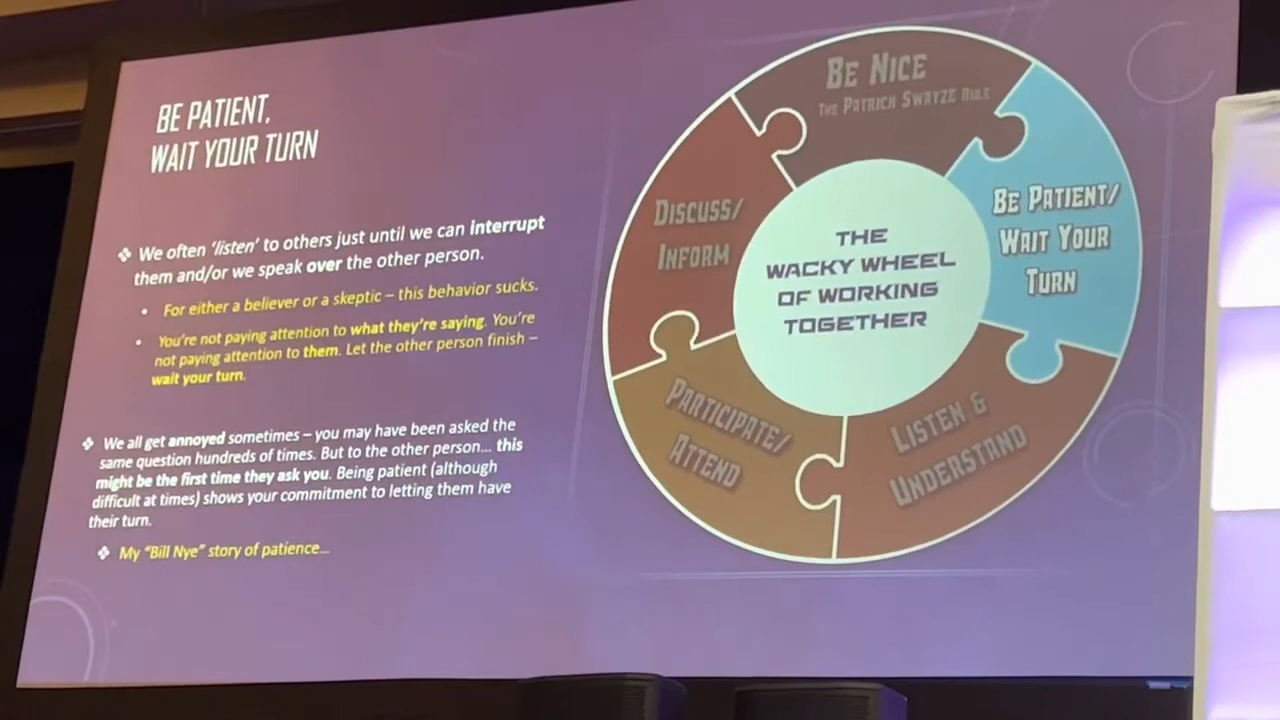 BE PATIENT,
WAIT YOUR TURN
❖ We often 'listen' to others just until we can interrupt
them and/or we speak over the other person.
• For either a believer or a skeptic – this behavior sucks.
• You're not paying attention to what they're saying. You're
not paying attention to them. Let the other person finish –
wait your turn.
❖ We all get annoyed sometimes – you may have been asked the
same question hundreds of times. But to the other person... this
might be the first time they ask you. Being patient (although
difficult at times) shows your commitment to letting them have
their turn.
❖ My "Bill Nye" story of patience...
BE NICE
THE PATRICK SWAYZE RULE
BE PATIENT/
WAIT YOUR
TURN
LISTEN &
UNDERSTAND
PARTICIPATE/
ATTEND
DISCUSS/
INFORM
THE
WACKY WHEEL
OF WORKING
TOGETHER